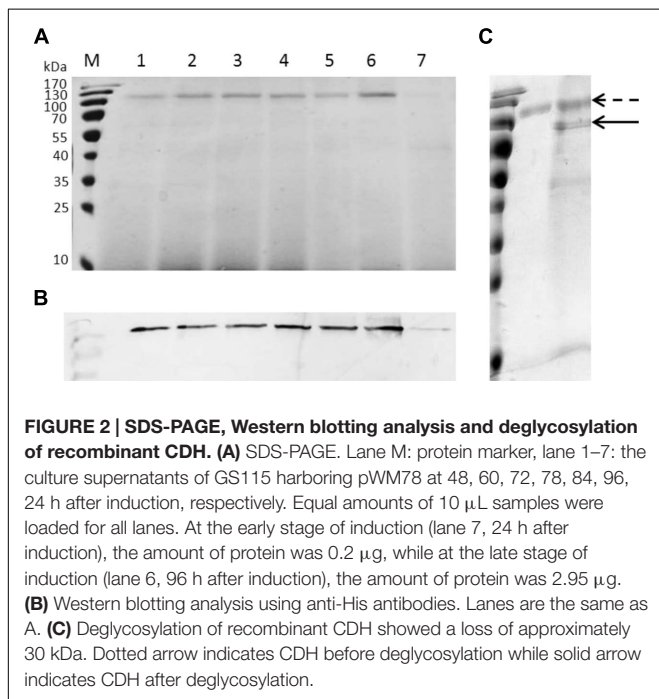 A
C
kDa M 1 2 3 4 5 6 7
170
130
100
70
55
40
35
25
10
B
FIGURE 2 | SDS-PAGE, Western blotting analysis and deglycosylation
of recombinant CDH. (A) SDS-PAGE. Lane M: protein marker, lane 1–7: the
culture supernatants of GS115 harboring pWM78 at 48, 60, 72, 78, 84, 96,
24 h after induction, respectively. Equal amounts of 10 μL samples were
loaded for all lanes. At the early stage of induction (lane 7, 24 h after
induction), the amount of protein was 0.2 μg, while at the late stage of
induction (lane 6, 96 h after induction), the amount of protein was 2.95 μg.
(B) Western blotting analysis using anti-His antibodies. Lanes are the same as
A. (C) Deglycosylation of recombinant CDH showed a loss of approximately
30 kDa. Dotted arrow indicates CDH before deglycosylation while solid arrow
indicates CDH after deglycosylation.